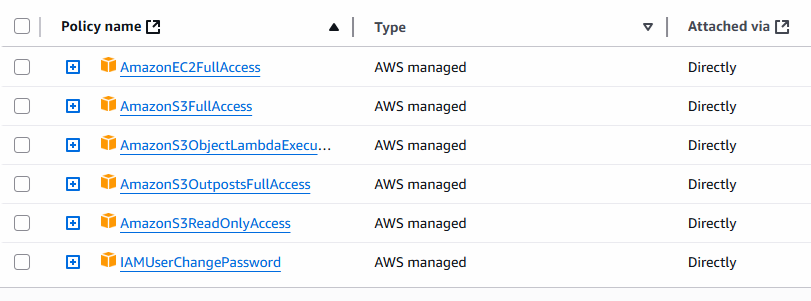 Policy name Type Attached via
AmazonEC2FullAccess AWS managed Directly
AmazonS3FullAccess AWS managed Directly
AmazonS3ObjectLambdaExecu... AWS managed Directly
AmazonS3OutpostsFullAccess AWS managed Directly
AmazonS3ReadOnlyAccess AWS managed Directly
IAMUserChangePassword AWS managed Directly